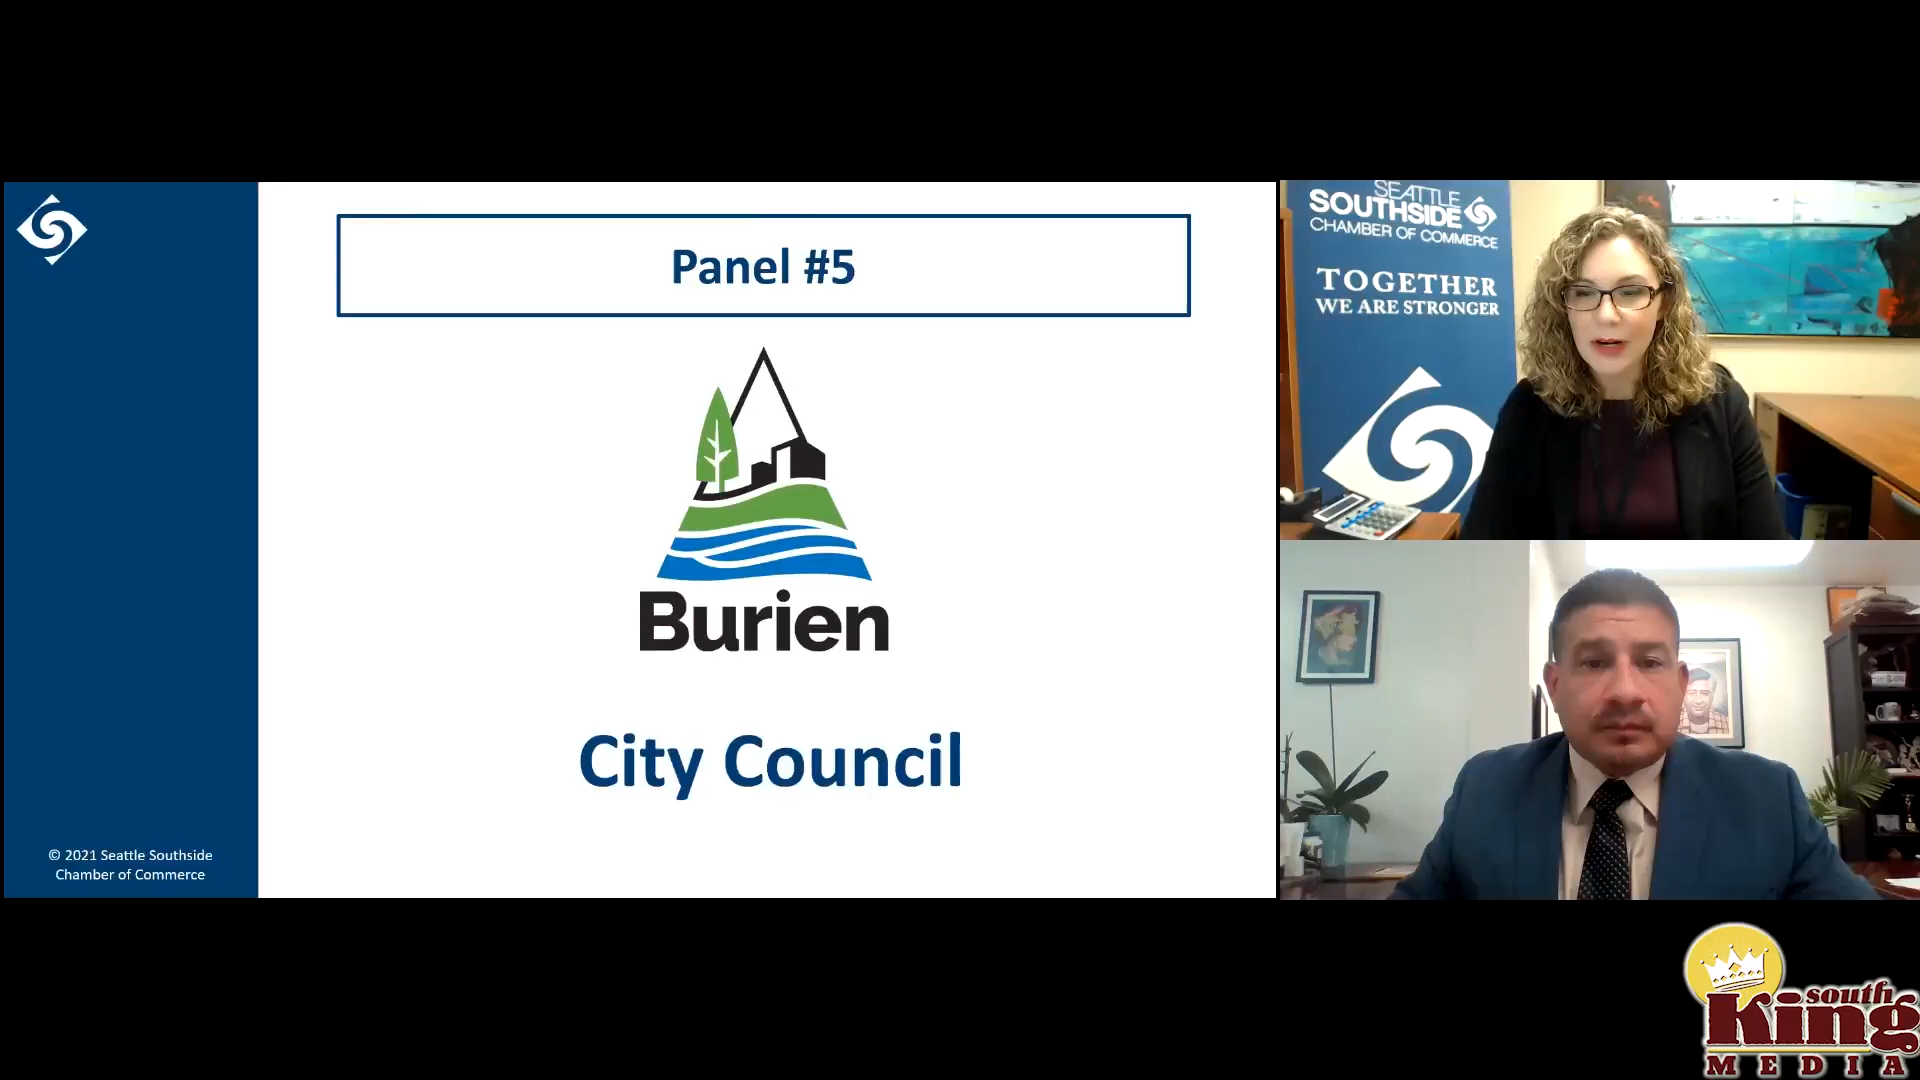 Panel #5
Burien
City Council
© 2021 Seattle Southside
Chamber of Commerce
SEATTLE
SOUTHSIDE
CHAMBER OF COMMERCE
TOGETHER
WE ARE STRONGER
south
King
MEDIA